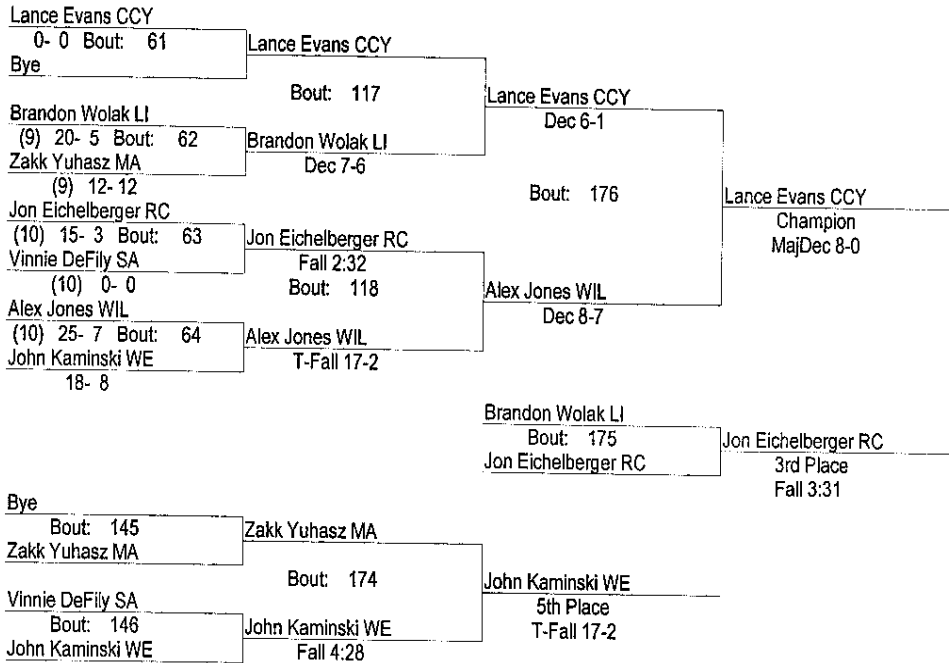 Lance Evans CCY
0- 0 Bout: 61
Lance Evans CCY
Bye
Bout: 117
Lance Evans CCY
Dec 6-1
Brandon Wolak LI
(9) 20- 5 Bout: 62
Brandon Wolak LI
Dec 7-6
Zakk Yuhasz MA
(9) 12- 12
Bout: 176
Lance Evans CCY
Champion
MajDec 8-0
Jon Eichelberger RC
(10) 15- 3 Bout: 63
Jon Eichelberger RC
Fall 2:32
Vinnie DeFily SA
(10) 0- 0
Bout: 118
Alex Jones WIL
Dec 8-7
Alex Jones WIL
(10) 25- 7 Bout: 64
Alex Jones WIL
T-Fall 17-2
John Kaminski WE
18- 8
Brandon Wolak LI
Bout: 175
Jon Eichelberger RC
Jon Eichelberger RC
3rd Place
Fall 3:31
Bye
Bout: 145
Zakk Yuhasz MA
Zakk Yuhasz MA
Bout: 174
John Kaminski WE
5th Place
T-Fall 17-2
Vinnie DeFily SA
Bout: 146
John Kaminski WE
John Kaminski WE
Fall 4:28